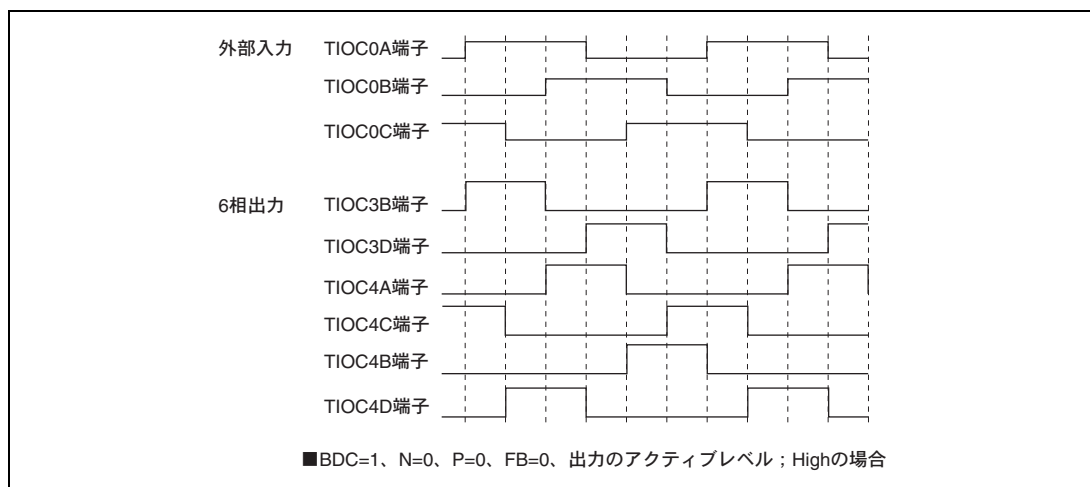 外部入力 TIOC0A端子
TIOC0B端子
TIOC0C端子
6相出力 TIOC3B端子
TIOC3D端子
TIOC4A端子
TIOC4C端子
TIOC4B端子
TIOC4D端子
■BDC=1、N=0、P=0、FB=0、出力のアクティブレベル；Highの場合